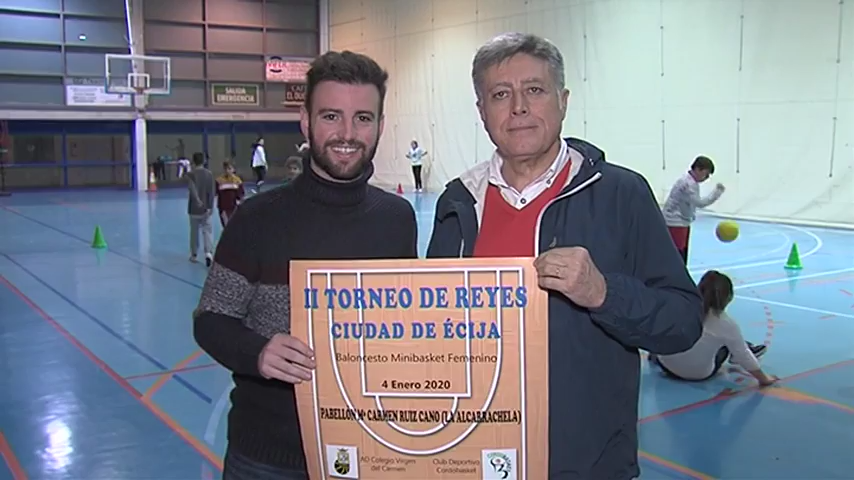 SALIDA
EMERGENCIA
II TORNEO DE REYES
CIUDAD DE ÉCIJA
Baloncesto Minibasket Femenino
4 Enero 2020
PABELLÓN Mª CARMEN RUIZ CANO (LA ALCABRACHELA)
AD Colegio Virgen
del Carmen
Club Deportivo
Cordobasket